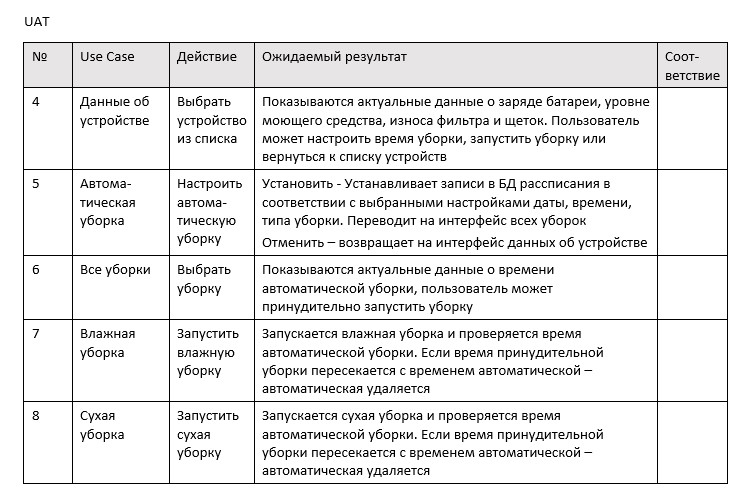 UAT
№ Use Case Действие Ожидаемый результат Соот-
ветствие
4 Данные об
устройстве
Выбрать
устройство
из списка
Показываются актуальные данные о заряде батареи, уровне
моющего средства, износа фильтра и щеток. Пользователь
может настроить время уборки, запустить уборку или
вернуться к списку устройств
5 Автома-
тическая
уборка
Настроить
автома-
тическую
уборку
Установить - Устанавливает записи в БД рассписания в
соответствии с выбранными настройками даты, времени,
типа уборки. Переводит на интерфейс всех уборок
Отменить – возвращает на интерфейс данных об устройстве
6 Все уборки
Выбрать
уборку
Показываются актуальные данные о времени
автоматической уборки, пользователь может
принудительно запустить уборку
7 Влажная
уборка
Запустить
влажную
уборку
Запускается влажная уборка и проверяется время
автоматической уборки. Если время принудительной
уборки пересекается с временем автоматической –
автоматическая удаляется
8 Сухая
уборка
Запустить
сухая
уборку
Запускается сухая уборка и проверяется время
автоматической уборки. Если время принудительной
уборки пересекается с временем автоматической –
автоматическая удаляется